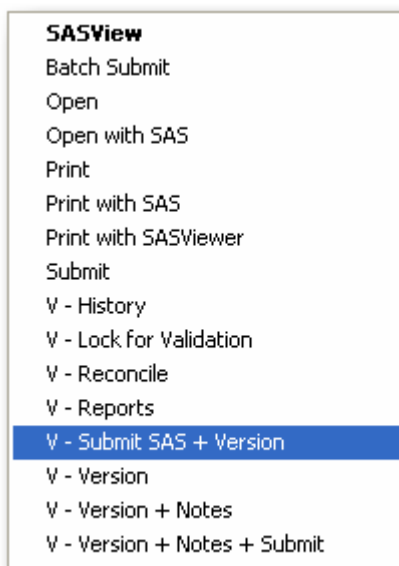 SASView
Batch Submit
Open
Open with SAS
Print
Print with SAS
Print with SASViewer
Submit
V - History
V - Lock for Validation
V - Reconcile
V - Reports
V - Submit SAS + Version
V - Version
V - Version + Notes
V - Version + Notes + Submit